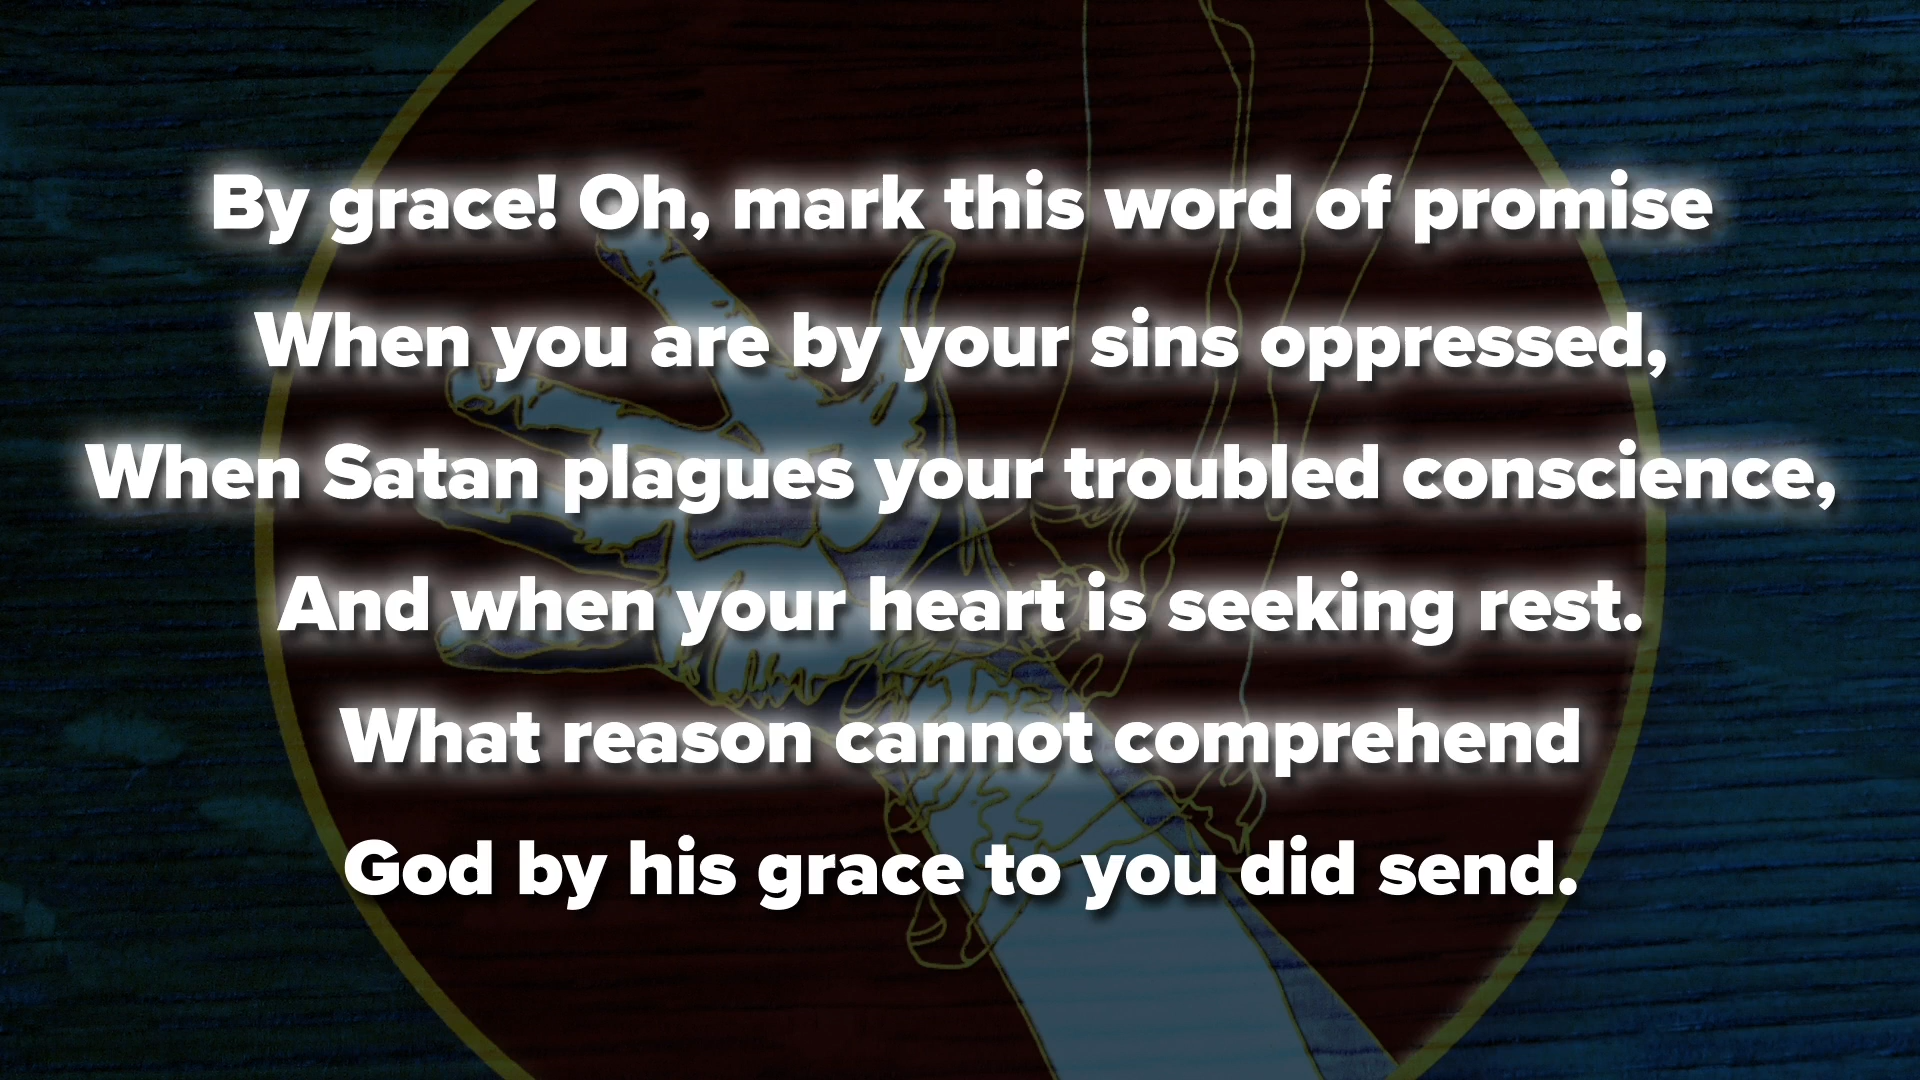 By grace! Oh, mark this word of promise
When you are by your sins oppressed,
When Satan plagues your troubled conscience,
And when your heart is seeking rest.
What reason cannot comprehend
God by his grace to you did send.